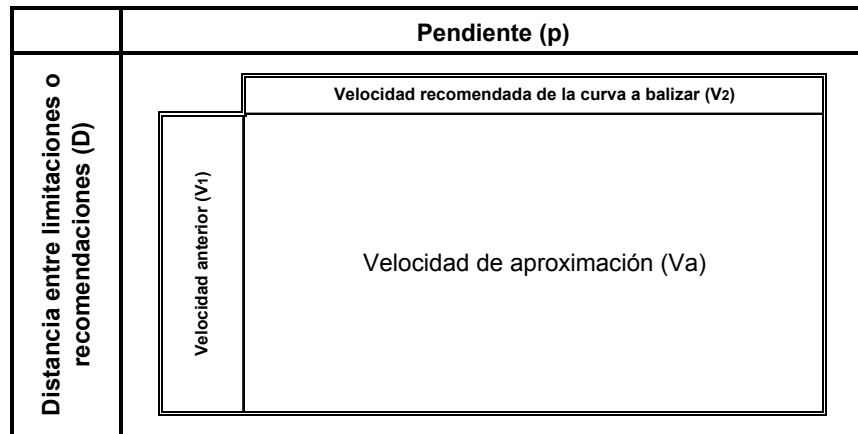 Pendiente (p)
Distancia entre limitaciones o
recomendaciones (D)
Velocidad recomendada de la curva a balizar (V2)
Velocidad anterior (V1)
Velocidad de aproximación (Va)